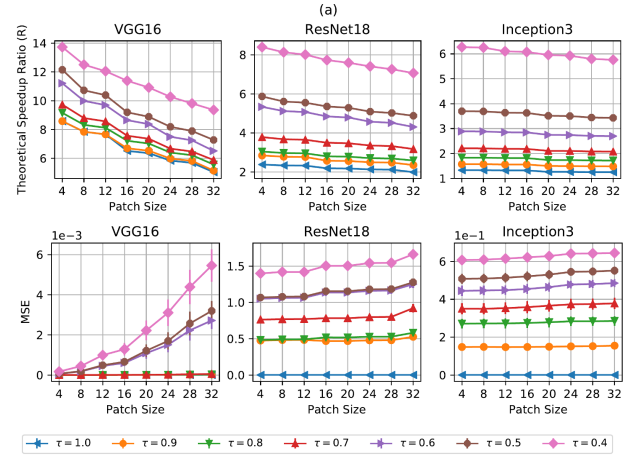 (a)
VGG16 ResNet18 Inception3
Theoretical Speedup Ratio (R)
14
12
10
8
6
8
6
4
2
6
5
4
3
2
1
4 8 12 16 20 24 28 32 4 8 12 16 20 24 28 32 4 8 12 16 20 24 28 32
Patch Size Patch Size Patch Size
VGG16 ResNet18 Inception3
1e−3 1e−1
MSE
6
4
2
0
1.5
1.0
0.5
0.0
6
4
2
0
4 8 12 16 20 24 28 32 4 8 12 16 20 24 28 32 4 8 12 16 20 24 28 32
Patch Size Patch Size Patch Size
τ = 1.0 τ = 0.9 τ = 0.8 τ = 0.7 τ = 0.6 τ = 0.5 τ = 0.4